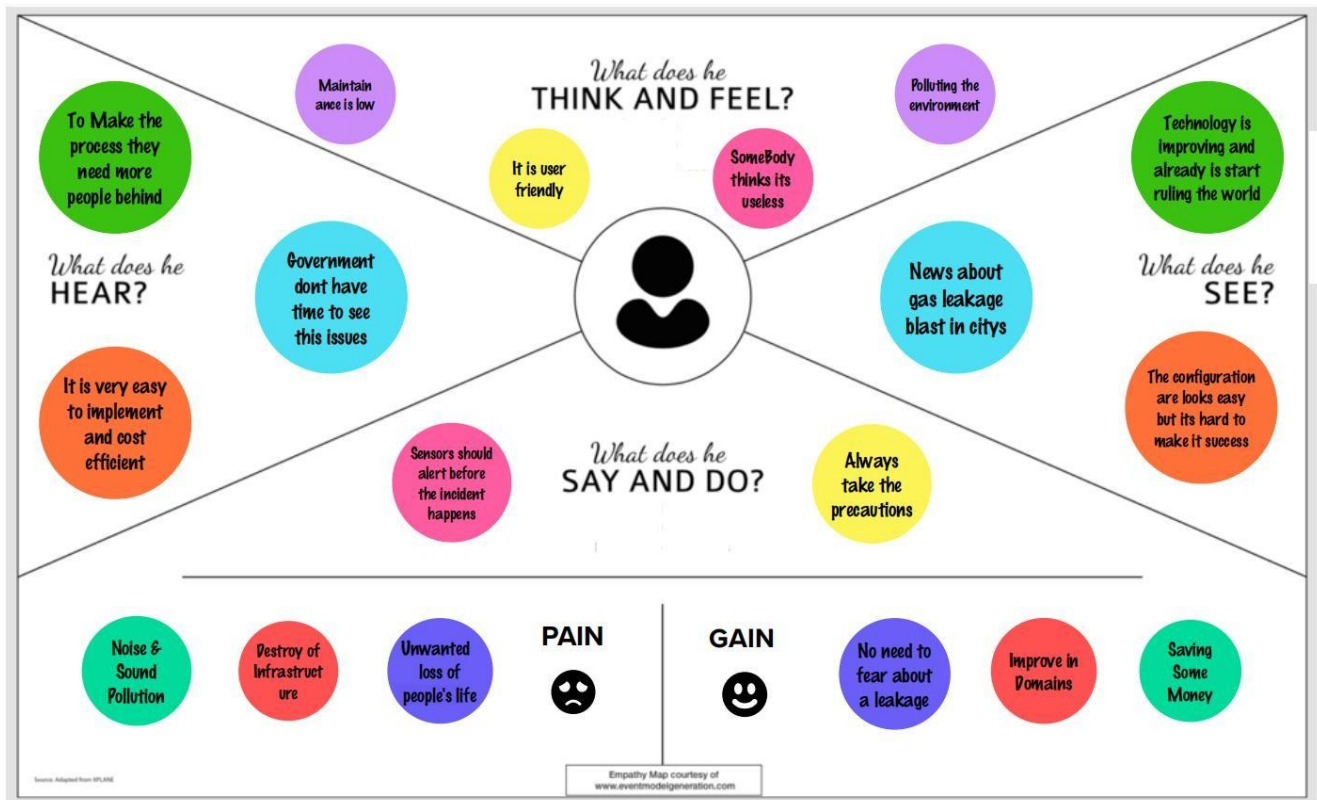 What does he
THINK AND FEEL?
Maintain
ance is low
It is user
friendly
SomeBody
thinks its
useless
Polluting the
environment
To Make the
process they
need more
people behind
What does he
HEAR?
Government
dont have
time to see
this issues
It is very easy
to implement
and cost
efficient
Technology is
improving and
already is start
ruling the world
News about
gas leakage
blast in citys
What does he
SEE?
The configuration
are looks easy
but its hard to
make it success
Sensors should
alert before
the incident
happens
What does he
SAY AND DO?
Always
take the
precautions
Noise &
Sound
Pollution
Destroy of
Infrastruct
ure
Unwanted
loss of
people's life
PAIN
GAIN
No need to
fear about
a leakage
Improve in
Domains
Saving
Some
Money
Source: Adapted from XPLANE
Empathy Map courtesy of
www.eventmodelgeneration.com